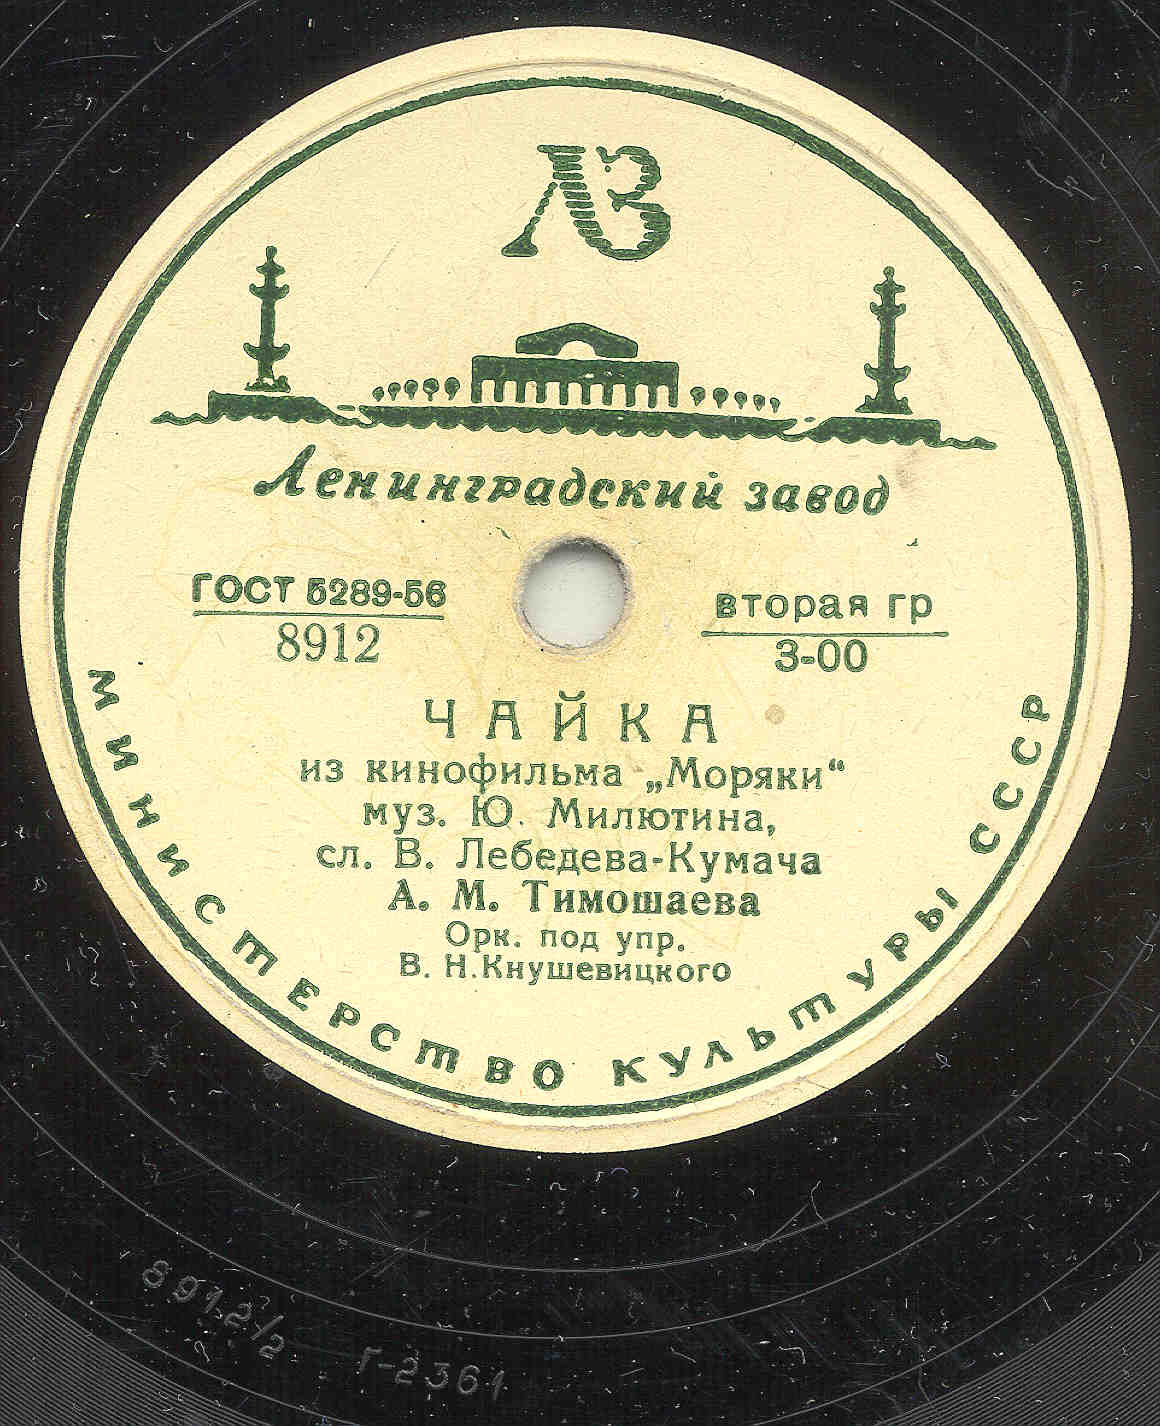 ЛЗ
Ленинградский завод
ГОСТ 5289-56
8912
вторая гр
3-00
ЧАЙКА
из кинофильма „Моряки“
муз. Ю. Милютина,
сл. В. Лебедева-Кумача
А. М. Тимошаева
Орк. под упр.
В. Н. Кнушевицкого
МИНИСТЕРСТВО КУЛЬТУРЫ СССР
8912/2 Г-2361